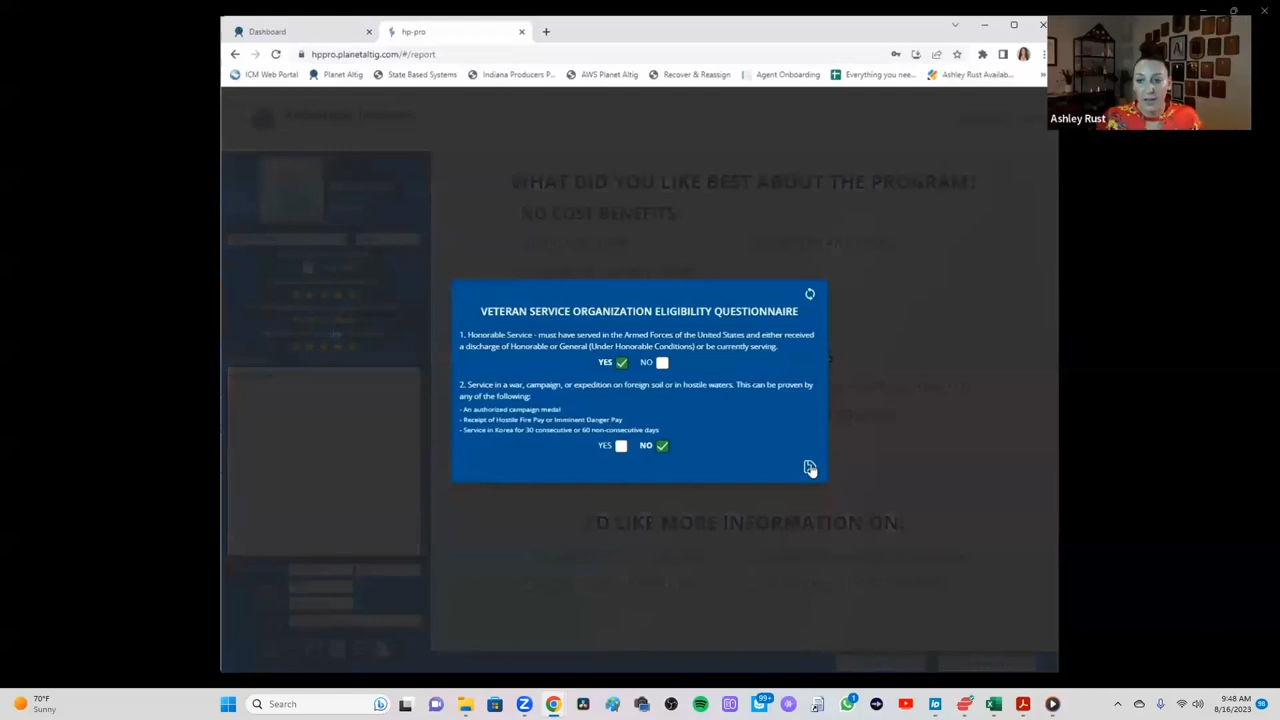 Dashboard
hp-pro
hppro.planetaltig.com/#/report
ICM Web Portal
Planet Altig
State Based Systems
Indiana Producers P...
AWS Planet Altig
Recover & Reassign
Agent Onboarding
Everything you nee...
Ashley Rust Availab...
»
Ashley Rust
WHAT DID YOU LIKE BEST ABOUT THE PROGRAM?
NO COST BENEFITS
VETERAN SERVICE ORGANIZATION ELIGIBILITY QUESTIONNAIRE
1. Honorable Service - must have served in the Armed Forces of the United States and either received
a discharge of Honorable or General (Under Honorable Conditions) or be currently serving.
YES NO
2. Service in a war, campaign, or expedition on foreign soil or in hostile waters. This can be proven by
any of the following:
- An authorized campaign medal
- Receipt of Hostile Fire Pay or Imminent Danger Pay
- Service in Korea for 30 consecutive or 60 non-consecutive days
YES NO
I'D LIKE MORE INFORMATION ON:
70°F
Sunny
Search
99+
1
9:48 AM
8/16/2023
98